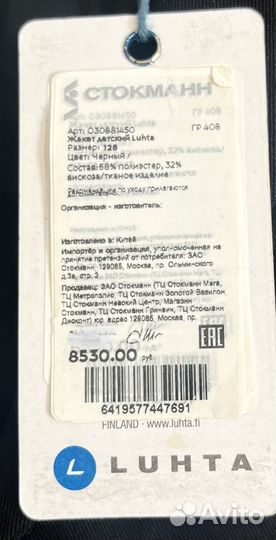 СТОКМАНН
Арт: О30881450 ГР 408
Жакет детский Luhta
Размер: 128
Цвет: Черный /
Состав: 68% полиэстер, 32%
вискоза/тканое изделие
Рекомендации по уходу прилагаются
Организация - изготовитель:
Изготовлено в: Китай
Импортёр и организация, уполномоченная на
принятие претензий от потребителя: ЗАО
Стокманн 129085, Москва, пр. Ольминского
д.3а, стр. 3
Продавец: ЗАО Стокманн (ТЦ Стокманн Мега,
ТЦ Метрополис, ТЦ Стокманн Золотой Вавилон,
ТЦ Стокманн Невский Центр, Магазин
Стокманн, ТЦ Стокманн Гринвич, ТЦ Стокманн
Дисконт) юр. адрес 129085, Москва, пр.
8530.00 руб
EAC
6419577447691
FINLAND · www.luhta.fi
LUHTA
Avito